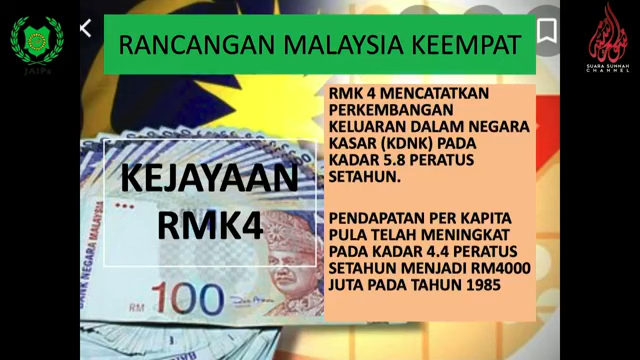 JAIPs
RANCANGAN MALAYSIA KEEMPAT
SUARA SUNNAH
CHANNEL
RMK 4 MENCATATKAN
PERKEMBANGAN
KELUARAN DALAM NEGARA
KASAR (KDNK) PADA
KADAR 5.8 PERATUS
SETAHUN.
KEJAYAAN
RMK4
PENDAPATAN PER KAPITA
PULA TELAH MENINGKAT
PADA KADAR 4.4 PERATUS
SETAHUN MENJADI RM4000
JUTA PADA TAHUN 1985
BANK NEGARA MALAYSIA
RM 100